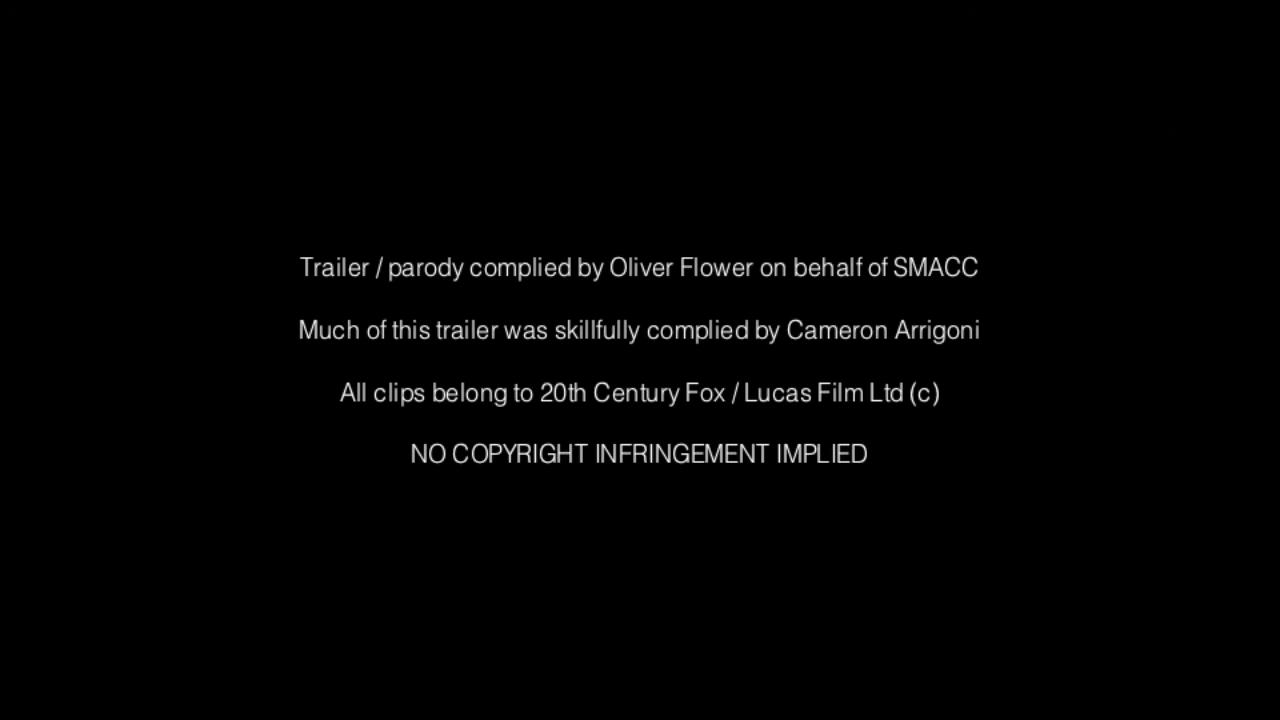 Trailer / parody complied by Oliver Flower on behalf of SMACC
Much of this trailer was skillfully complied by Cameron Arrigoni
All clips belong to 20th Century Fox / Lucas Film Ltd (c)
NO COPYRIGHT INFRINGEMENT IMPLIED